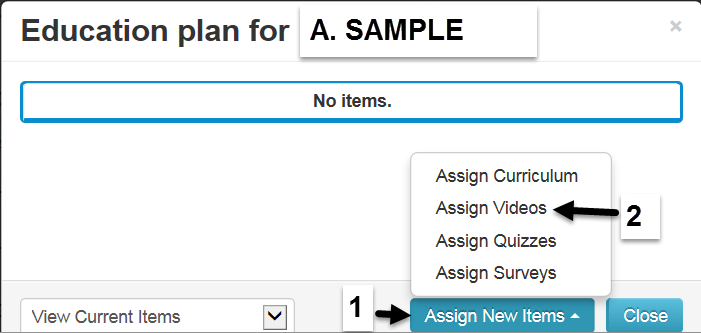 Education plan for A. SAMPLE ×
No items.
Assign Curriculum
Assign Videos
2
Assign Quizzes
Assign Surveys
View Current Items
1
Assign New Items
Close